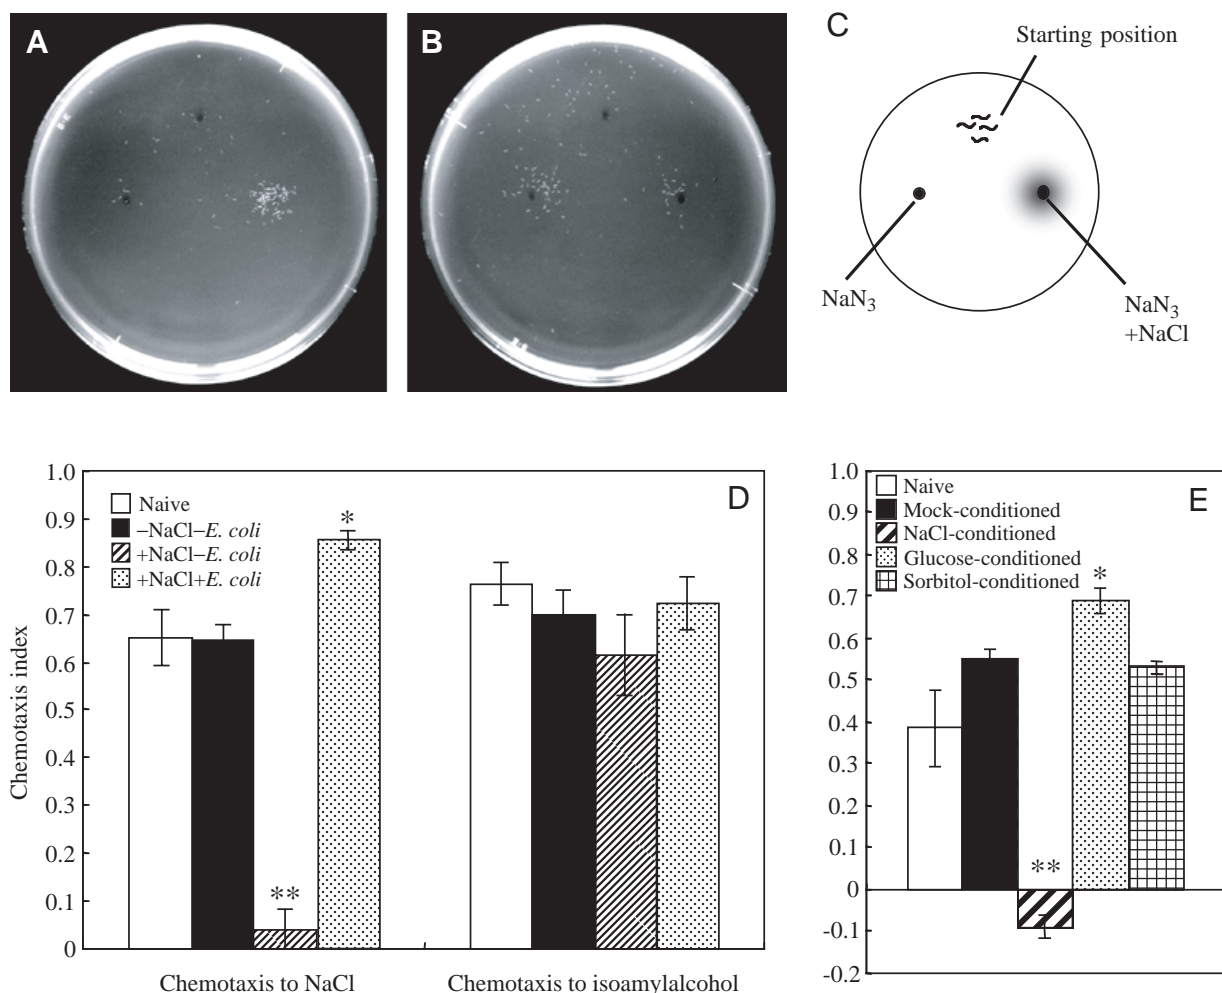 A
B
C
Starting position
NaN3
NaN3
+NaCl
D
1.0
0.9
0.8
0.7
0.6
0.5
0.4
0.3
0.2
0.1
0
Chemotaxis index
Naive
–NaCl–E. coli
+NaCl–E. coli
+NaCl+E. coli
*
**
Chemotaxis to NaCl
Chemotaxis to isoamylalcohol
E
1.0
0.9
0.8
0.7
0.6
0.5
0.4
0.3
0.2
0.1
0
-0.1
-0.2
Naive
Mock-conditioned
NaCl-conditioned
Glucose-conditioned
Sorbitol-conditioned
*
**